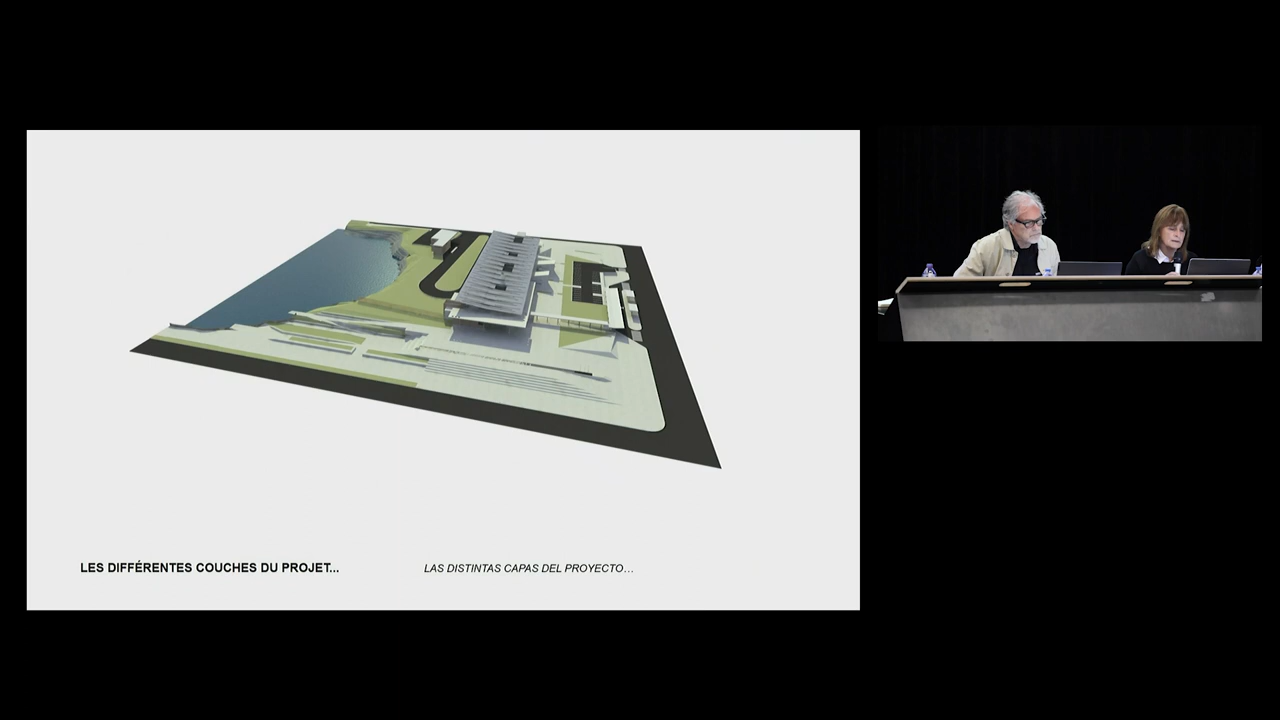 LES DIFFÉRENTES COUCHES DU PROJET...
LAS DISTINTAS CAPAS DEL PROYECTO…